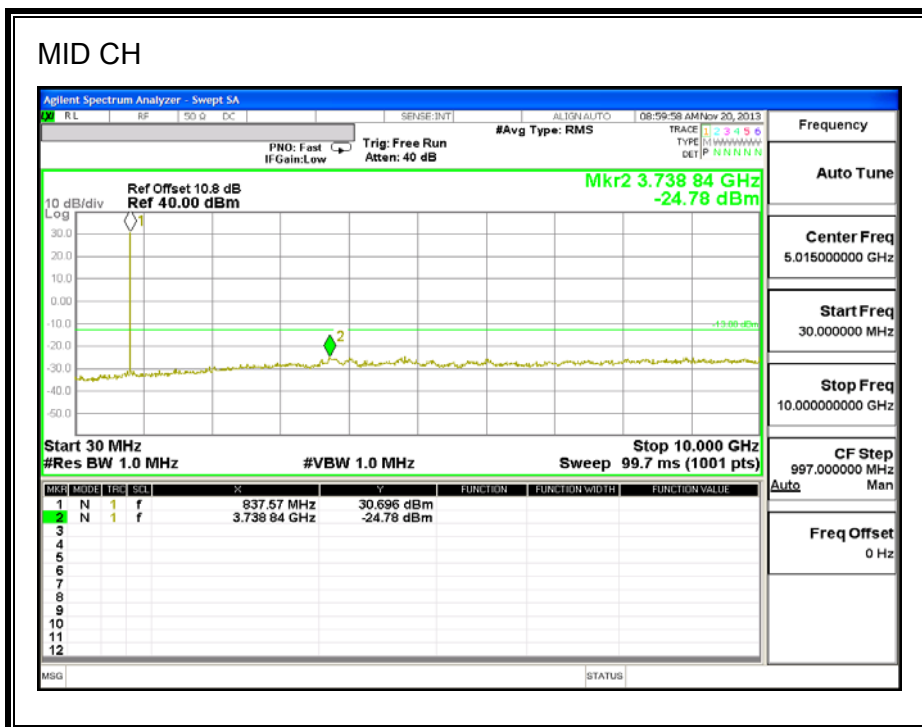 MID CH
Agilent Spectrum Analyzer - Swept SA
LXI RL RF 50 Ω DC SENSE:INT ALIGNAUTO 08:59:58 AM Nov 20, 2013
#Avg Type: RMS
TRACE 1 2 3 4 5 6
TYPE M WWWWW
DET P N N N N N
PNO: Fast
IFGain:Low
Trig: Free Run
Atten: 40 dB
Mkr2 3.738 84 GHz
-24.78 dBm
Ref Offset 10.8 dB
Ref 40.00 dBm
10 dB/div
Log
30.0
20.0
10.0
0.00
-10.0
-20.0
-30.0
-40.0
-50.0
1
2
-13.00 dBm
Start 30 MHz
Stop 10.000 GHz
#Res BW 1.0 MHz
#VBW 1.0 MHz
Sweep 99.7 ms (1001 pts)
MKR MODE TRC SCL X Y FUNCTION FUNCTION WIDTH FUNCTION VALUE
1 N 1 f 837.57 MHz 30.696 dBm
2 N 1 f 3.738 84 GHz -24.78 dBm
3
4
5
6
7
8
9
10
11
12
MSG
STATUS
Frequency
Auto Tune
Center Freq
5.015000000 GHz
Start Freq
30.000000 MHz
Stop Freq
10.000000000 GHz
CF Step
997.000000 MHz
Auto Man
Freq Offset
0 Hz